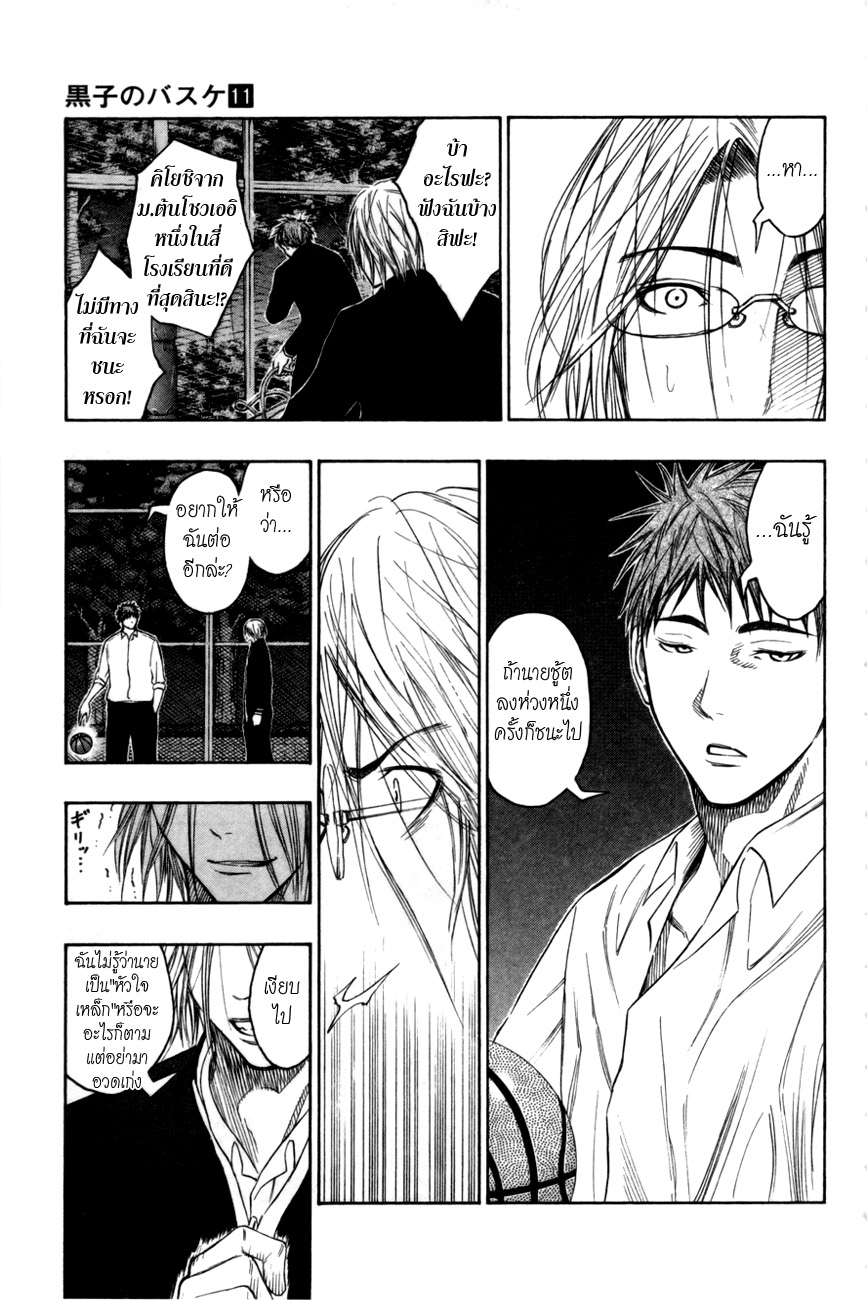 黒子のバスケ 11
...หา...
บ้า
อะไรฟะ?
ฟังฉันบ้าง
สิฟะ!
คิโยชิจาก
ม.ต้นโชวเออิ
หนึ่งในสี่
โรงเรียนที่ดี
ที่สุดสินะ!?
ไม่มีทาง
ที่ฉันจะ
ชนะ
หรอก!
...ฉันรู้
ถ้านายชู้ต
ลงห่วงหนึ่ง
ครั้งก็ชนะไป
หรือ
ว่า...
อยากให้
ฉันต่อ
อีกล่ะ?
ギリッ…
เงียบ
ไป
ฉันไม่รู้ว่านาย
เป็น"หัวใจ
เหล็ก"หรือจะ
อะไรก็ตาม
แต่อย่ามา
อวดเก่ง